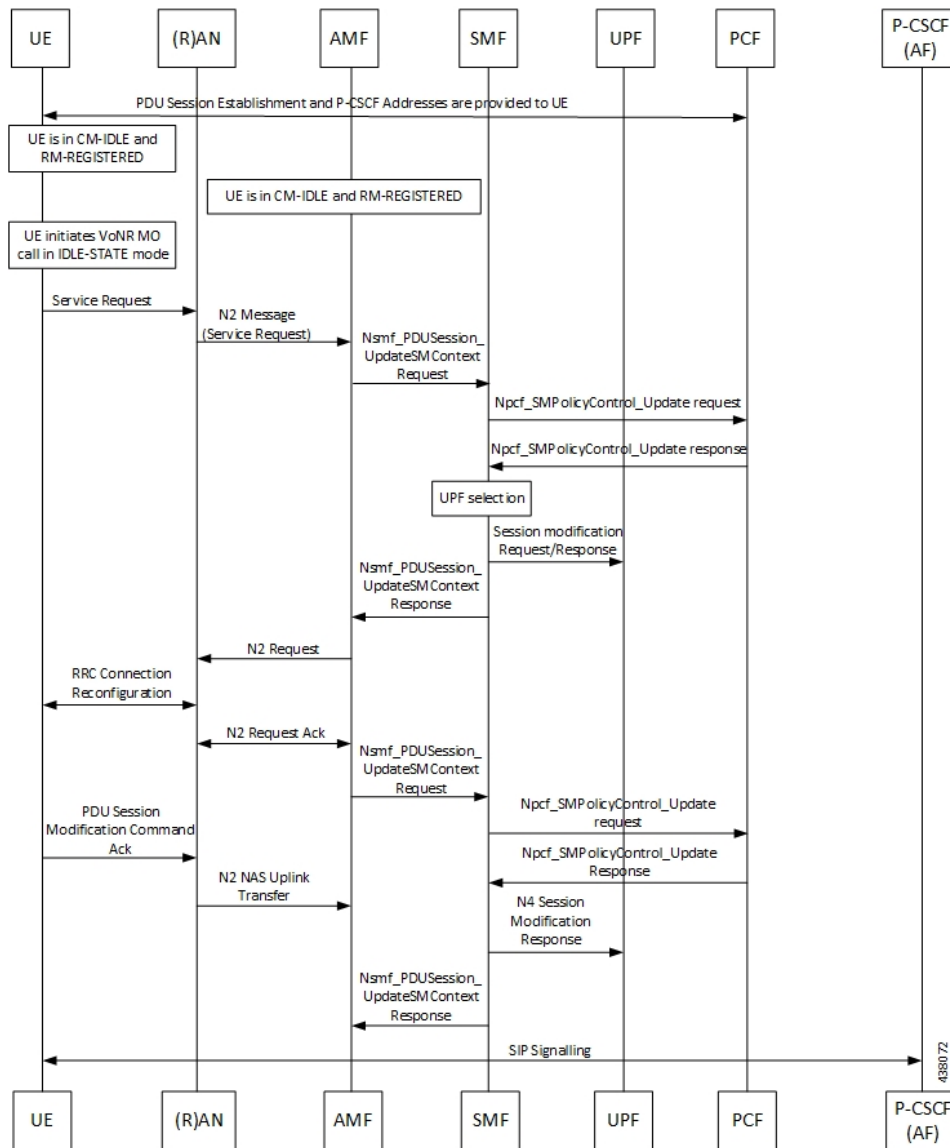 UE
(R)AN
AMF
SMF
UPF
PCF
P-CSCF
(AF)
PDU Session Establishment and P-CSCF Addresses are provided to UE
UE is in CM-IDLE and
RM-REGISTERED
UE is in CM-IDLE and RM-REGISTERED
UE initiates VoNR MO
call in IDLE-STATE mode
Service Request
N2 Message
(Service Request)
Nsmf_PDUSession_
UpdateSMContext
Request
Npcf_SMPolicyControl_Update request
Npcf_SMPolicyControl_Update response
UPF selection
Session modification
Request/Response
Nsmf_PDUSession_
UpdateSMContext
Response
N2 Request
RRC Connection
Reconfiguration
N2 Request Ack
Nsmf_PDUSession_
UpdateSMContext
Request
PDU Session
Modification Command
Ack
Npcf_SMPolicyControl_Update
request
Npcf_SMPolicyControl_Update
Response
N2 NAS Uplink
Transfer
N4 Session
Modification
Response
Nsmf_PDUSession_
UpdateSMContext
Response
SIP Signalling
438072
UE
(R)AN
AMF
SMF
UPF
PCF
P-CSCF
(AF)